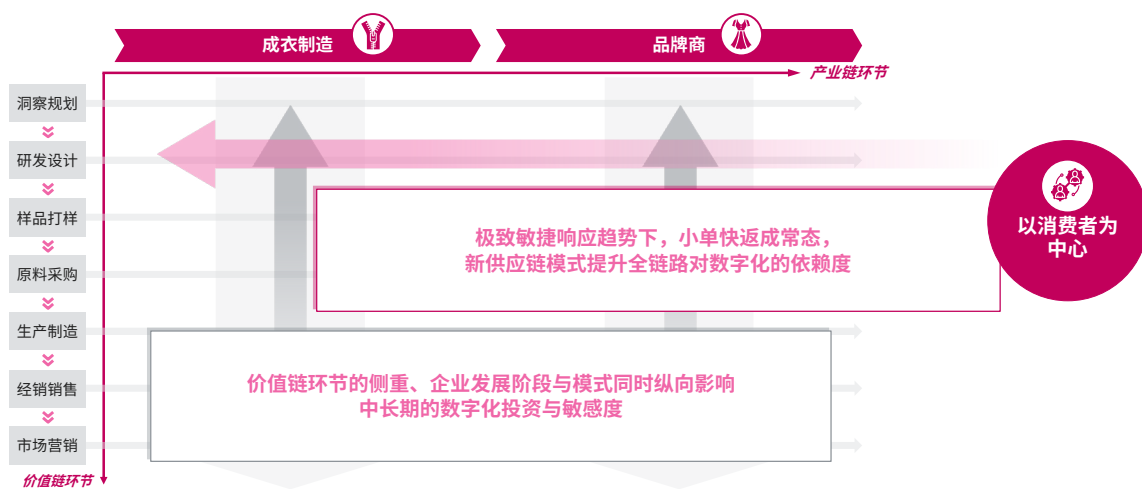 成衣制造
品牌商
产业链环节
洞察规划
研发设计
样品打样
原料采购
生产制造
经销销售
市场营销
价值链环节
极致敏捷响应趋势下，小单快返成常态，
新供应链模式提升全链路对数字化的依赖度
以消费者为
中心
价值链环节的侧重、企业发展阶段与模式同时纵向影响
中长期的数字化投资与敏感度